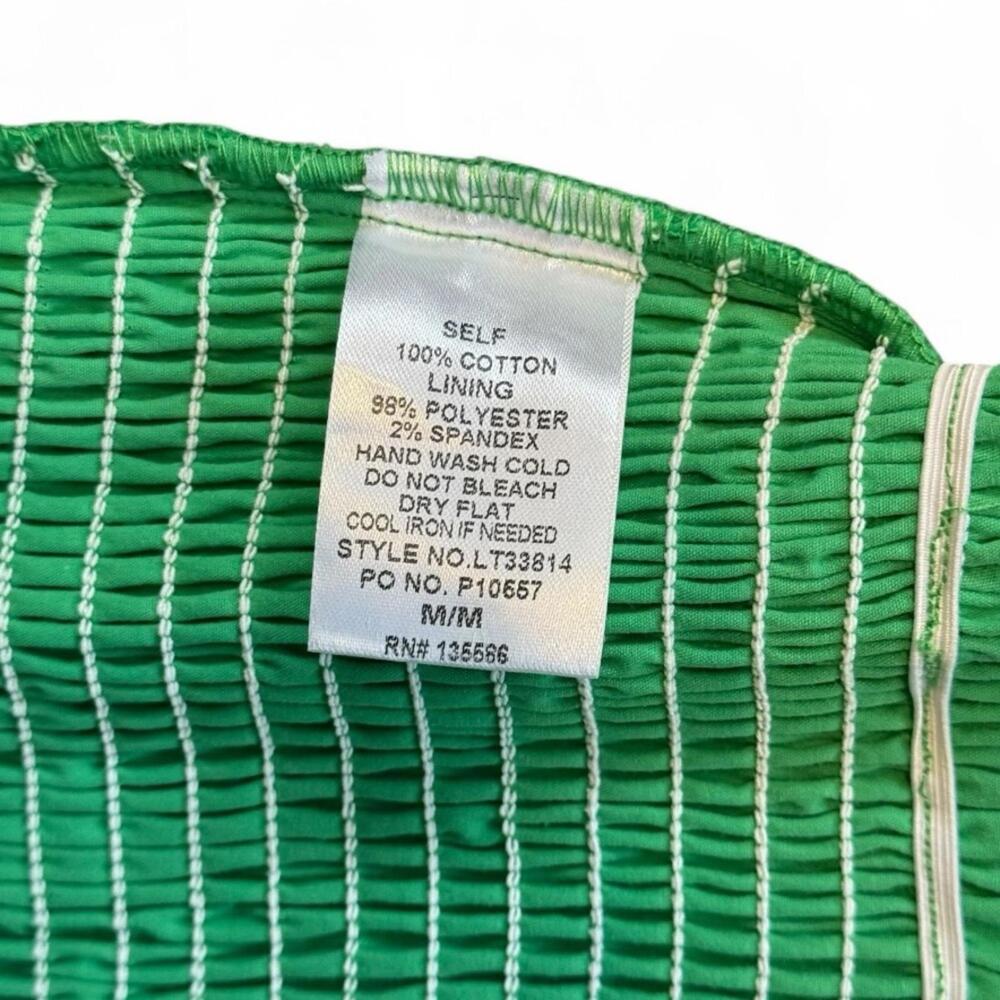 SELF
100% COTTON
LINING
98% POLYESTER
2% SPANDEX
HAND WASH COLD
DO NOT BLEACH
DRY FLAT
COOL IRON IF NEEDED
STYLE NO.LT33814
PO NO. P10557
M/M
RN# 135566